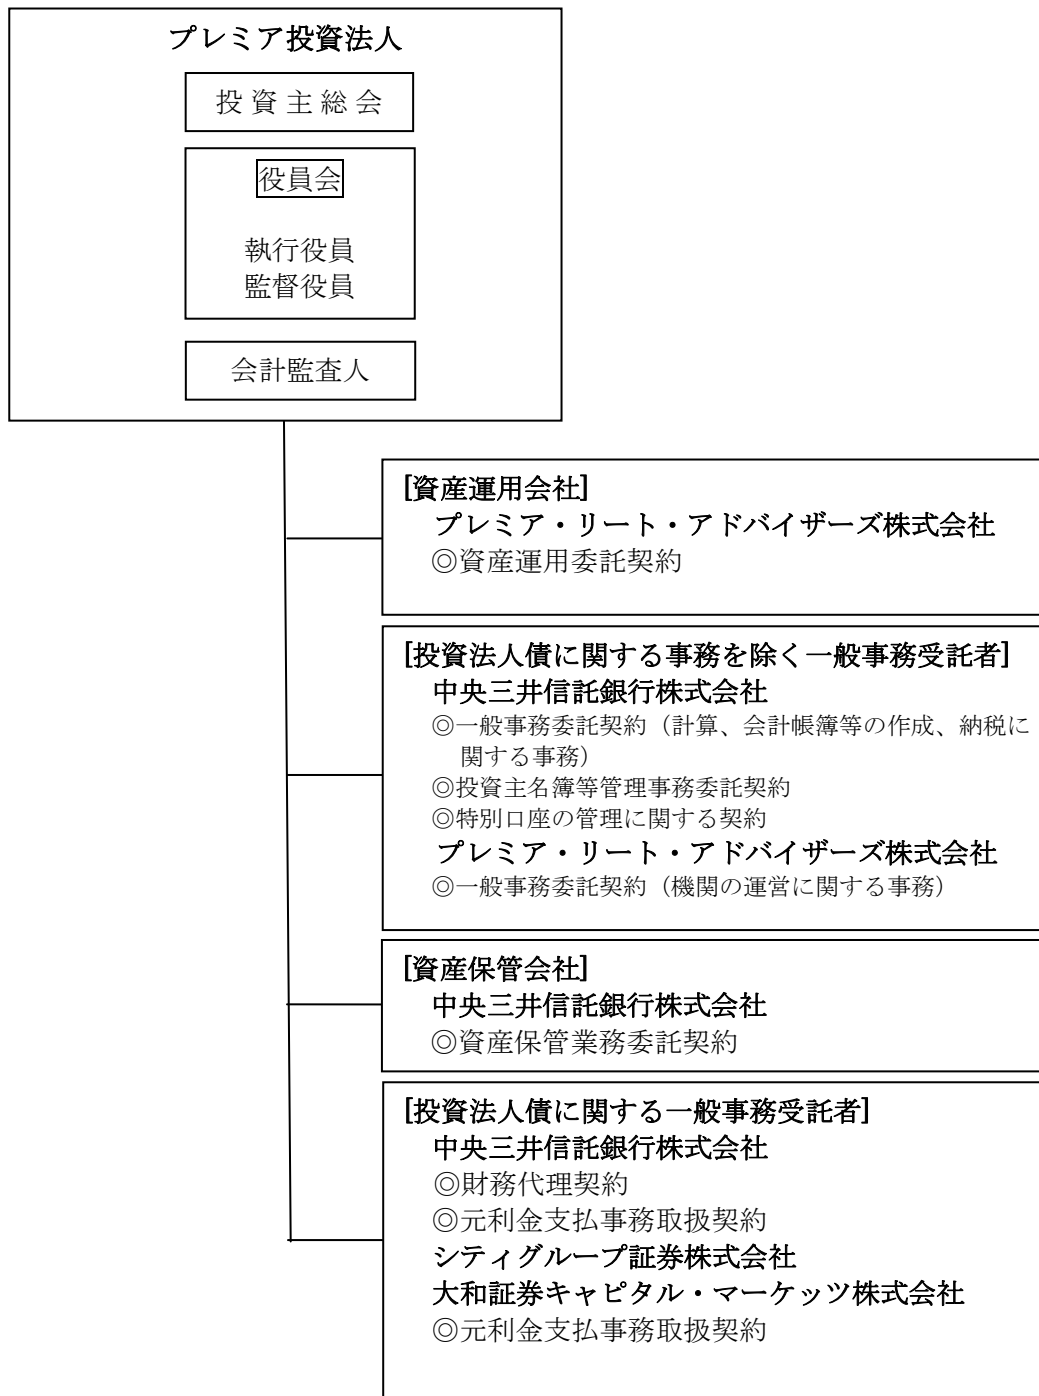 プレミア投資法人
投 資 主 総 会
役員会
執行役員
監督役員
会計監査人
[資産運用会社]
プレミア・リート・アドバイザーズ株式会社
◎資産運用委託契約
[投資法人債に関する事務を除く一般事務受託者]
中央三井信託銀行株式会社
◎一般事務委託契約（計算、会計帳簿等の作成、納税に
関する事務）
◎投資主名簿等管理事務委託契約
◎特別口座の管理に関する契約
プレミア・リート・アドバイザーズ株式会社
◎一般事務委託契約（機関の運営に関する事務）
[資産保管会社]
中央三井信託銀行株式会社
◎資産保管業務委託契約
[投資法人債に関する一般事務受託者]
中央三井信託銀行株式会社
◎財務代理契約
◎元利金支払事務取扱契約
シティグループ証券株式会社
大和証券キャピタル・マーケッツ株式会社
◎元利金支払事務取扱契約